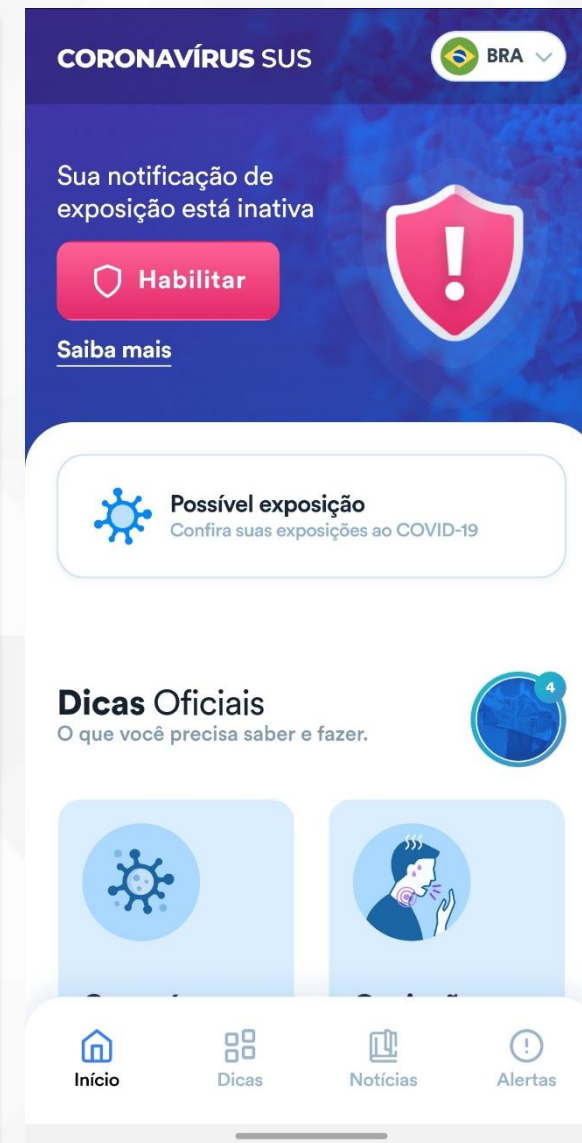 CORONAVÍRUS SUS
BRA
Sua notificação de
exposição está inativa
Habilitar
Saiba mais
Possível exposição
Confira suas exposições ao COVID-19
Dicas Oficiais
4
O que você precisa saber e fazer.
Início
Dicas
Notícias
Alertas